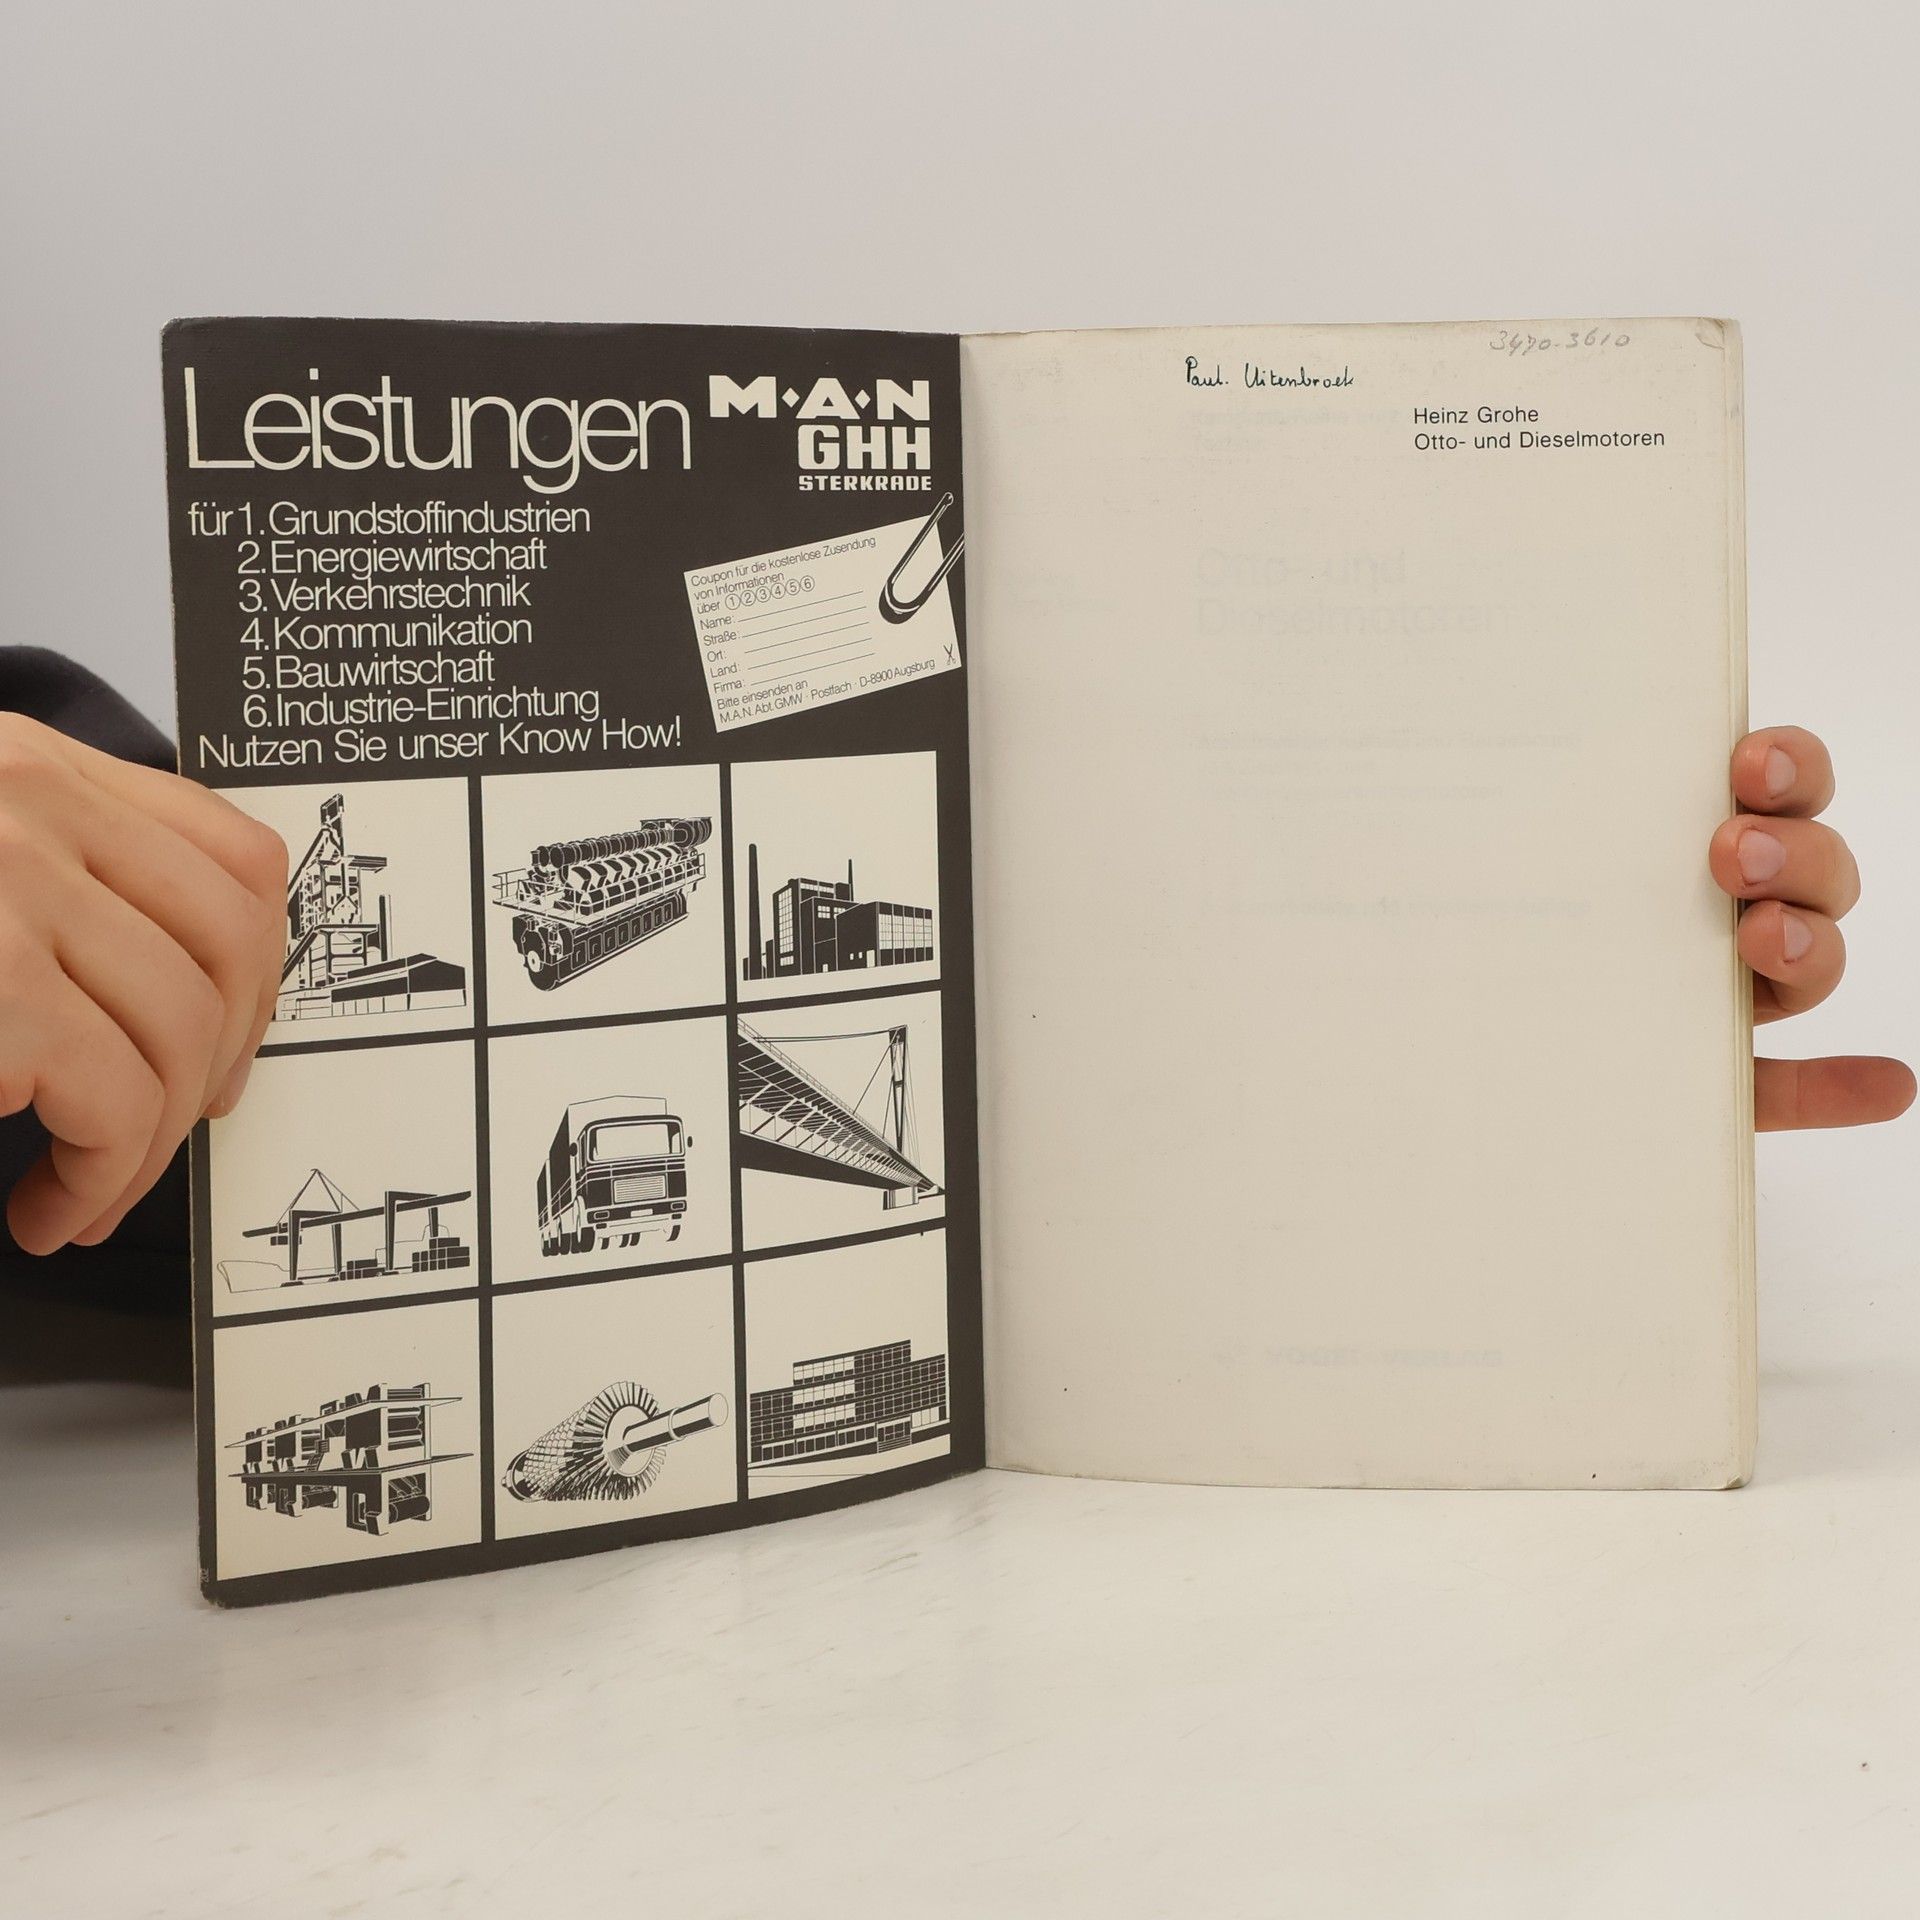 Leistungen
M·A·N
GHH
STERKRADE
für 1. Grundstoffindustrien
2. Energiewirtschaft
3. Verkehrstechnik
4. Kommunikation
5. Bauwirtschaft
6. Industrie-Einrichtung
Nutzen Sie unser Know How!
Coupon für die kostenlose Zusendung
von Informationen
über ①②③④⑤⑥
Name:
Straße:
Ort:
Land:
Firma:
Bitte einsenden an
M.A.N. Abt. GMW · Postfach · D-8900 Augsburg
3470-3610
Paul. Uitenbroek
Heinz Grohe
Otto- und Dieselmotoren